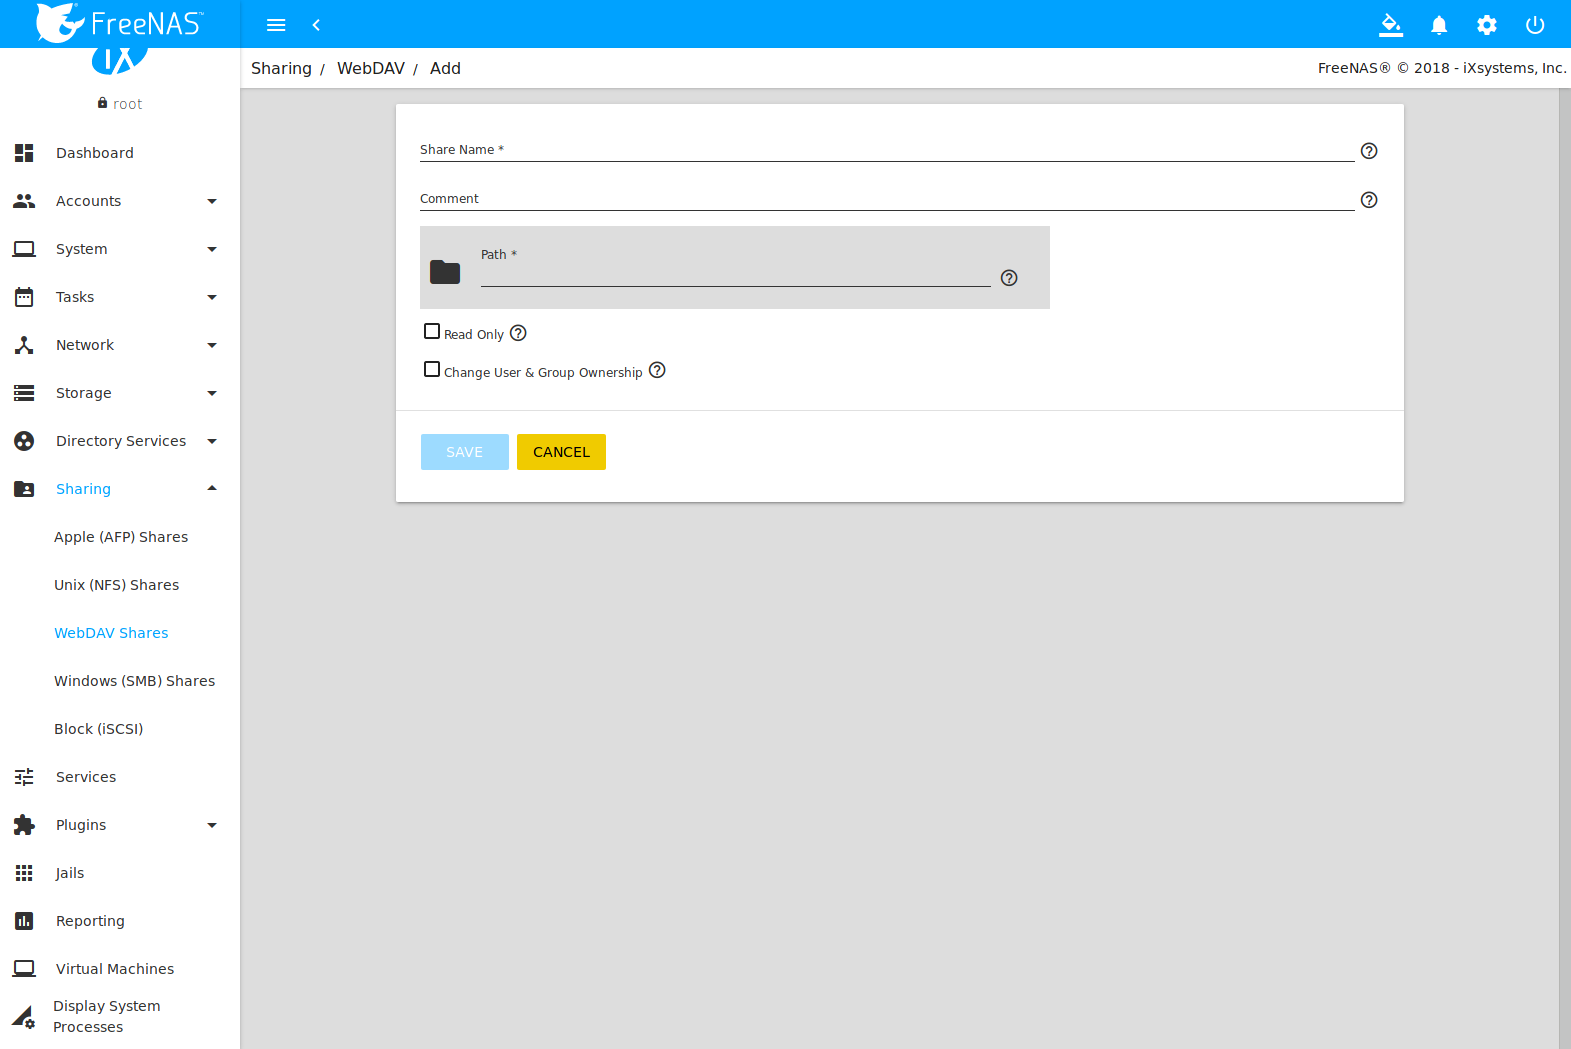 FreeNAS™
Sharing / WebDAV / Add
FreeNAS® © 2018 - iXsystems, Inc.
iX
root
Dashboard
Accounts
System
Tasks
Network
Storage
Directory Services
Sharing
Apple (AFP) Shares
Unix (NFS) Shares
WebDAV Shares
Windows (SMB) Shares
Block (iSCSI)
Services
Plugins
Jails
Reporting
Virtual Machines
Display System
Processes
Share Name *
Comment
Path *
Read Only
Change User & Group Ownership
SAVE
CANCEL